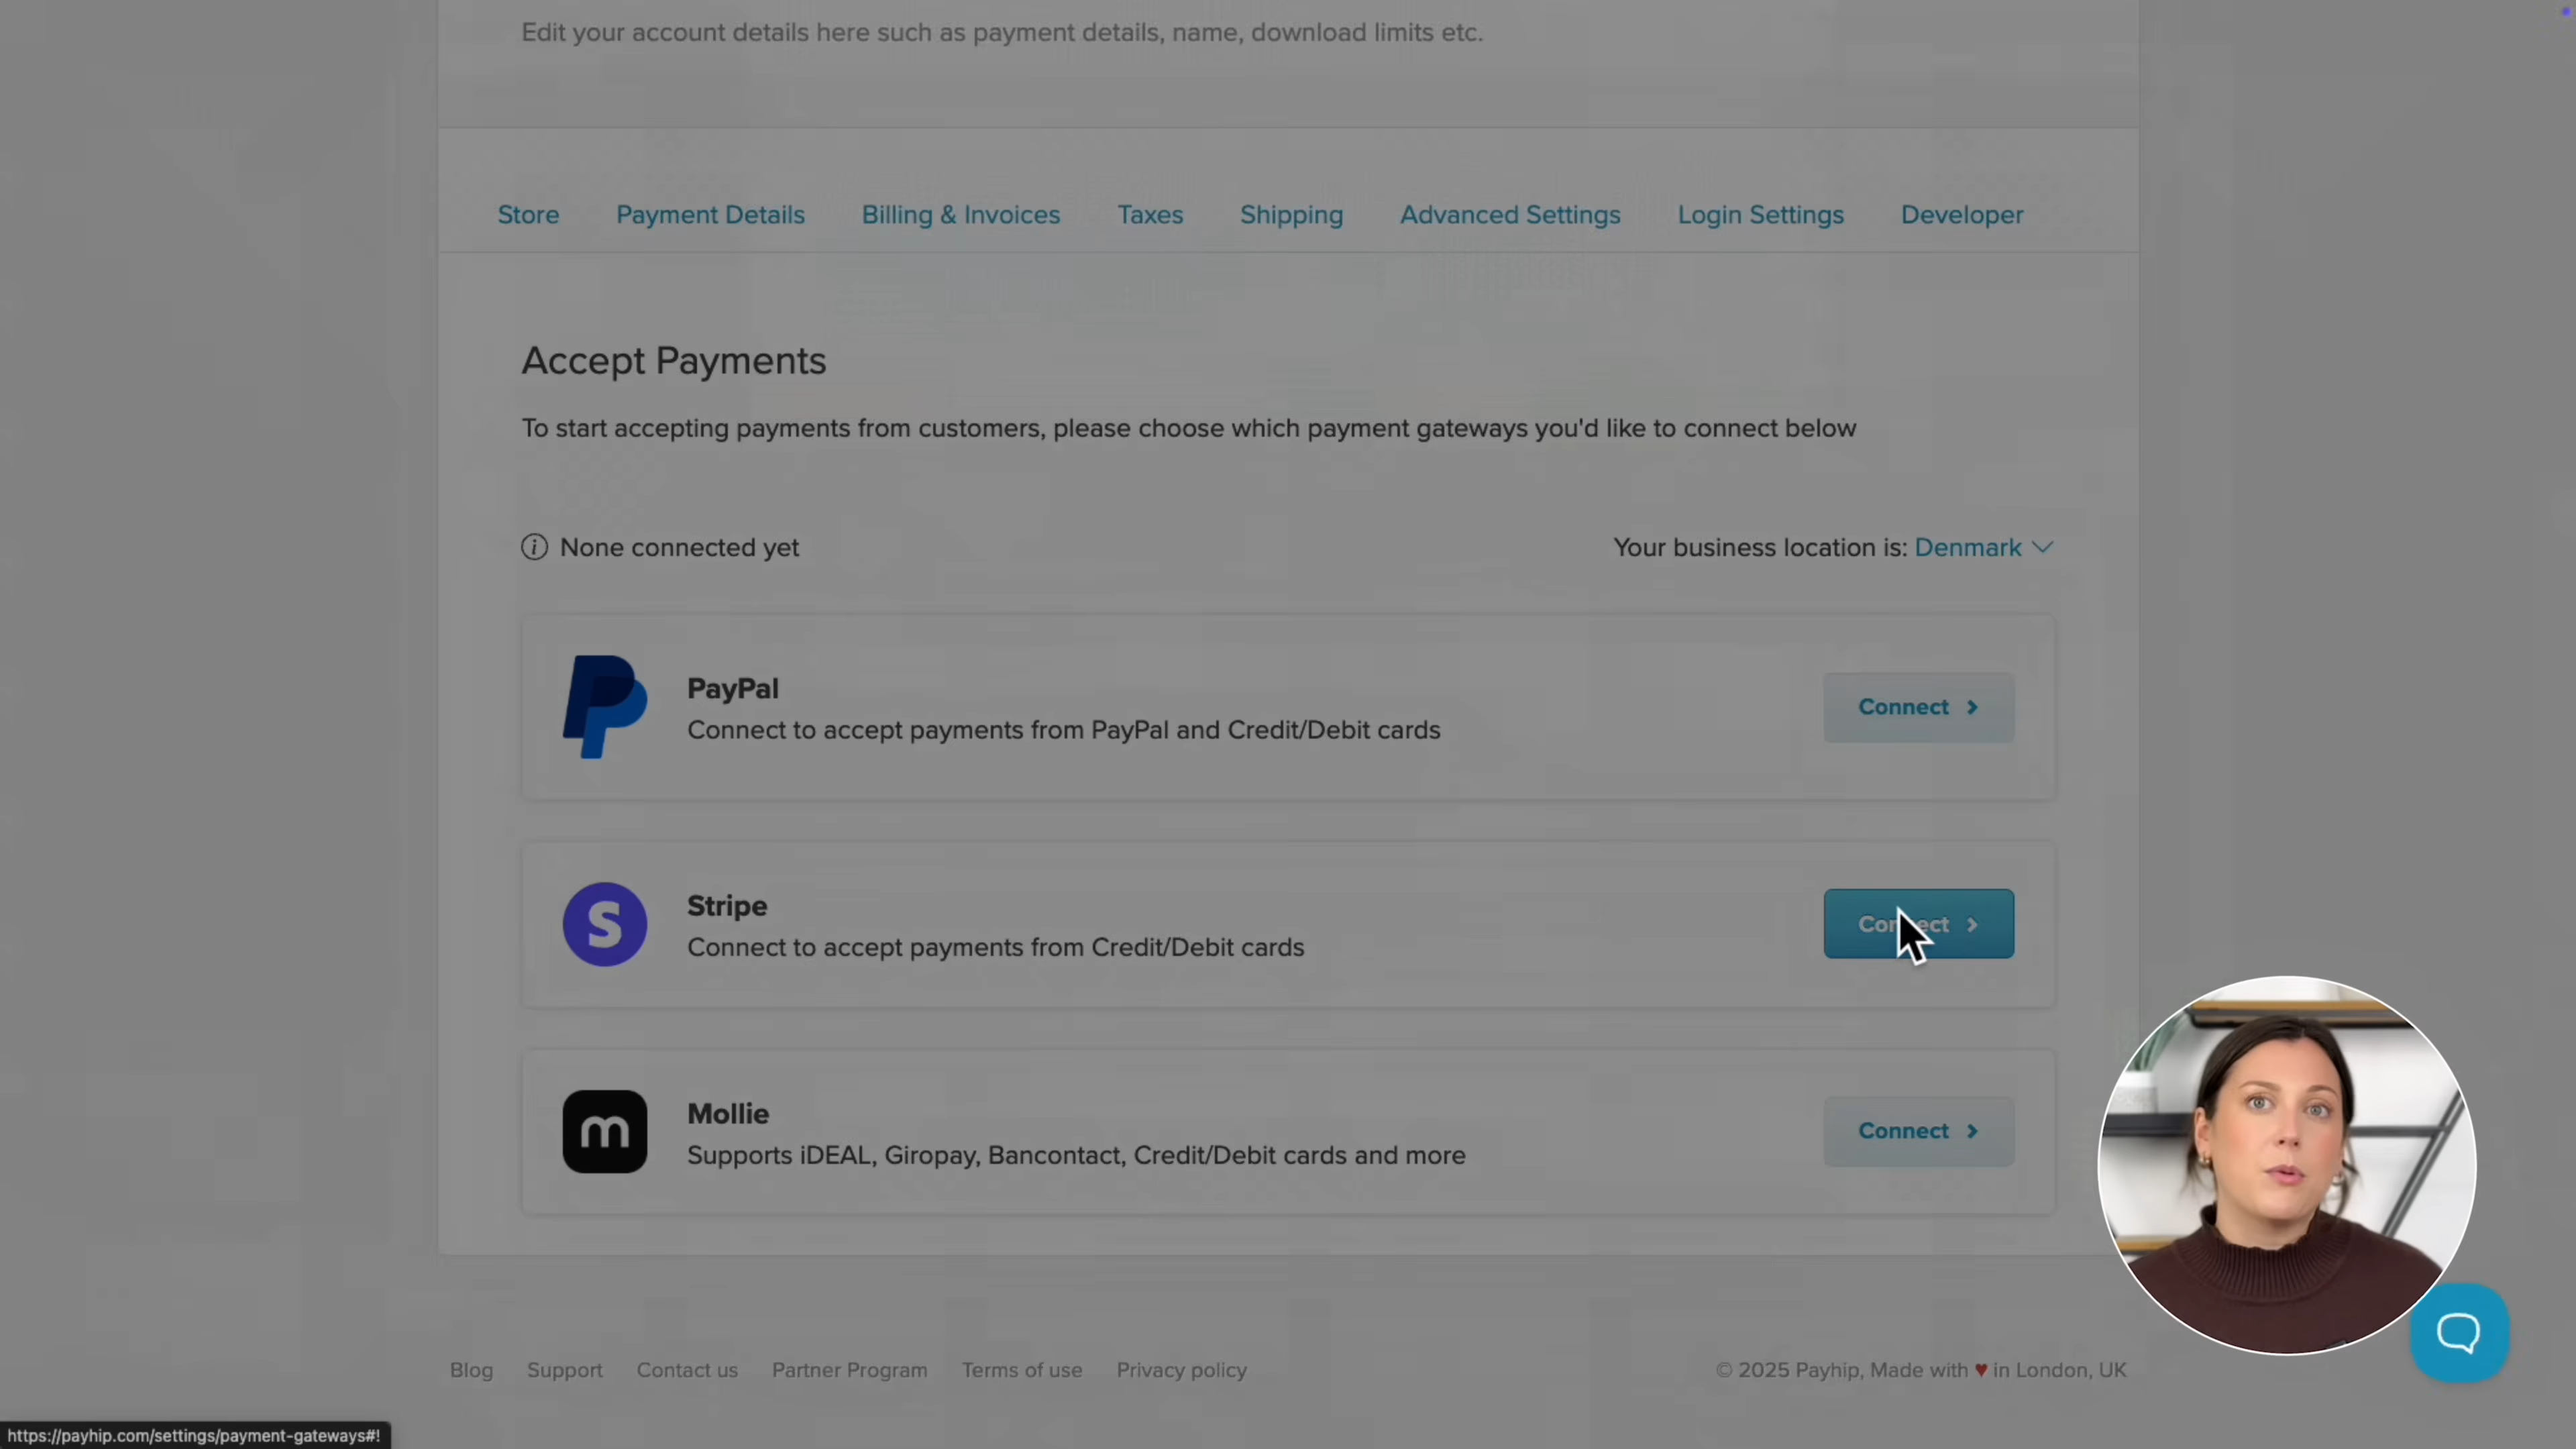 Edit your account details here such as payment details, name, download limits etc.
Store Payment Details Billing & Invoices Taxes Shipping Advanced Settings Login Settings Developer
Accept Payments
To start accepting payments from customers, please choose which payment gateways you'd like to connect below
None connected yet
Your business location is: Denmark
PayPal
Connect to accept payments from PayPal and Credit/Debit cards
Connect
Stripe
Connect to accept payments from Credit/Debit cards
Connect
m
Mollie
Supports iDEAL, Giropay, Bancontact, Credit/Debit cards and more
Connect
Blog Support Contact us Partner Program Terms of use Privacy policy
© 2025 Payhip, Made with ♥ in London, UK
https://payhip.com/settings/payment-gateways#!